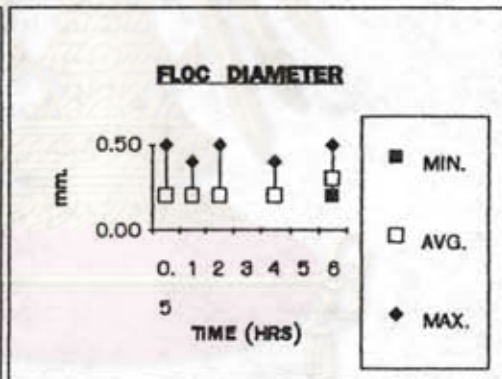 FLOC DIAMETER
0.50
mm.
0.00
0. 1 2 3 4 5 6
5
TIME (HRS)
MIN.
AVG.
MAX.